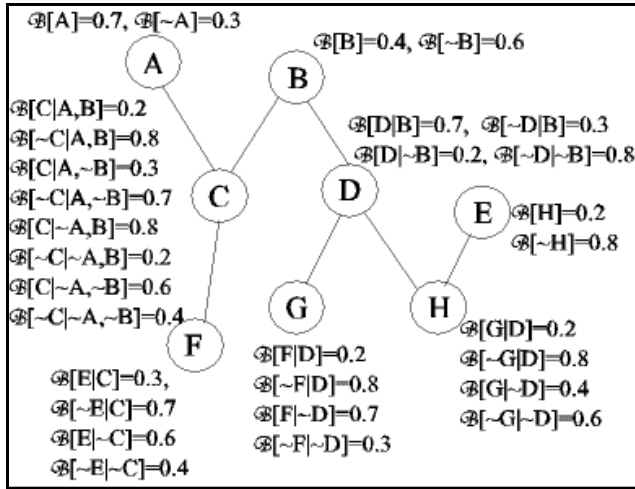 ℬ[A]=0.7, ℬ[~A]=0.3
ℬ[B]=0.4, ℬ[~B]=0.6
A
B
ℬ[C|A,B]=0.2
ℬ[~C|A,B]=0.8
ℬ[C|A,~B]=0.3
ℬ[~C|A,~B]=0.7
ℬ[C|~A,B]=0.8
ℬ[~C|~A,B]=0.2
ℬ[C|~A,~B]=0.6
ℬ[~C|~A,~B]=0.4
ℬ[D|B]=0.7, ℬ[~D|B]=0.3
ℬ[D|~B]=0.2, ℬ[~D|~B]=0.8
C
D
E
ℬ[H]=0.2
ℬ[~H]=0.8
F
G
H
ℬ[E|C]=0.3,
ℬ[~E|C]=0.7
ℬ[E|~C]=0.6
ℬ[~E|~C]=0.4
ℬ[F|D]=0.2
ℬ[~F|D]=0.8
ℬ[F|~D]=0.7
ℬ[~F|~D]=0.3
ℬ[G|D]=0.2
ℬ[~G|D]=0.8
ℬ[G|~D]=0.4
ℬ[~G|~D]=0.6